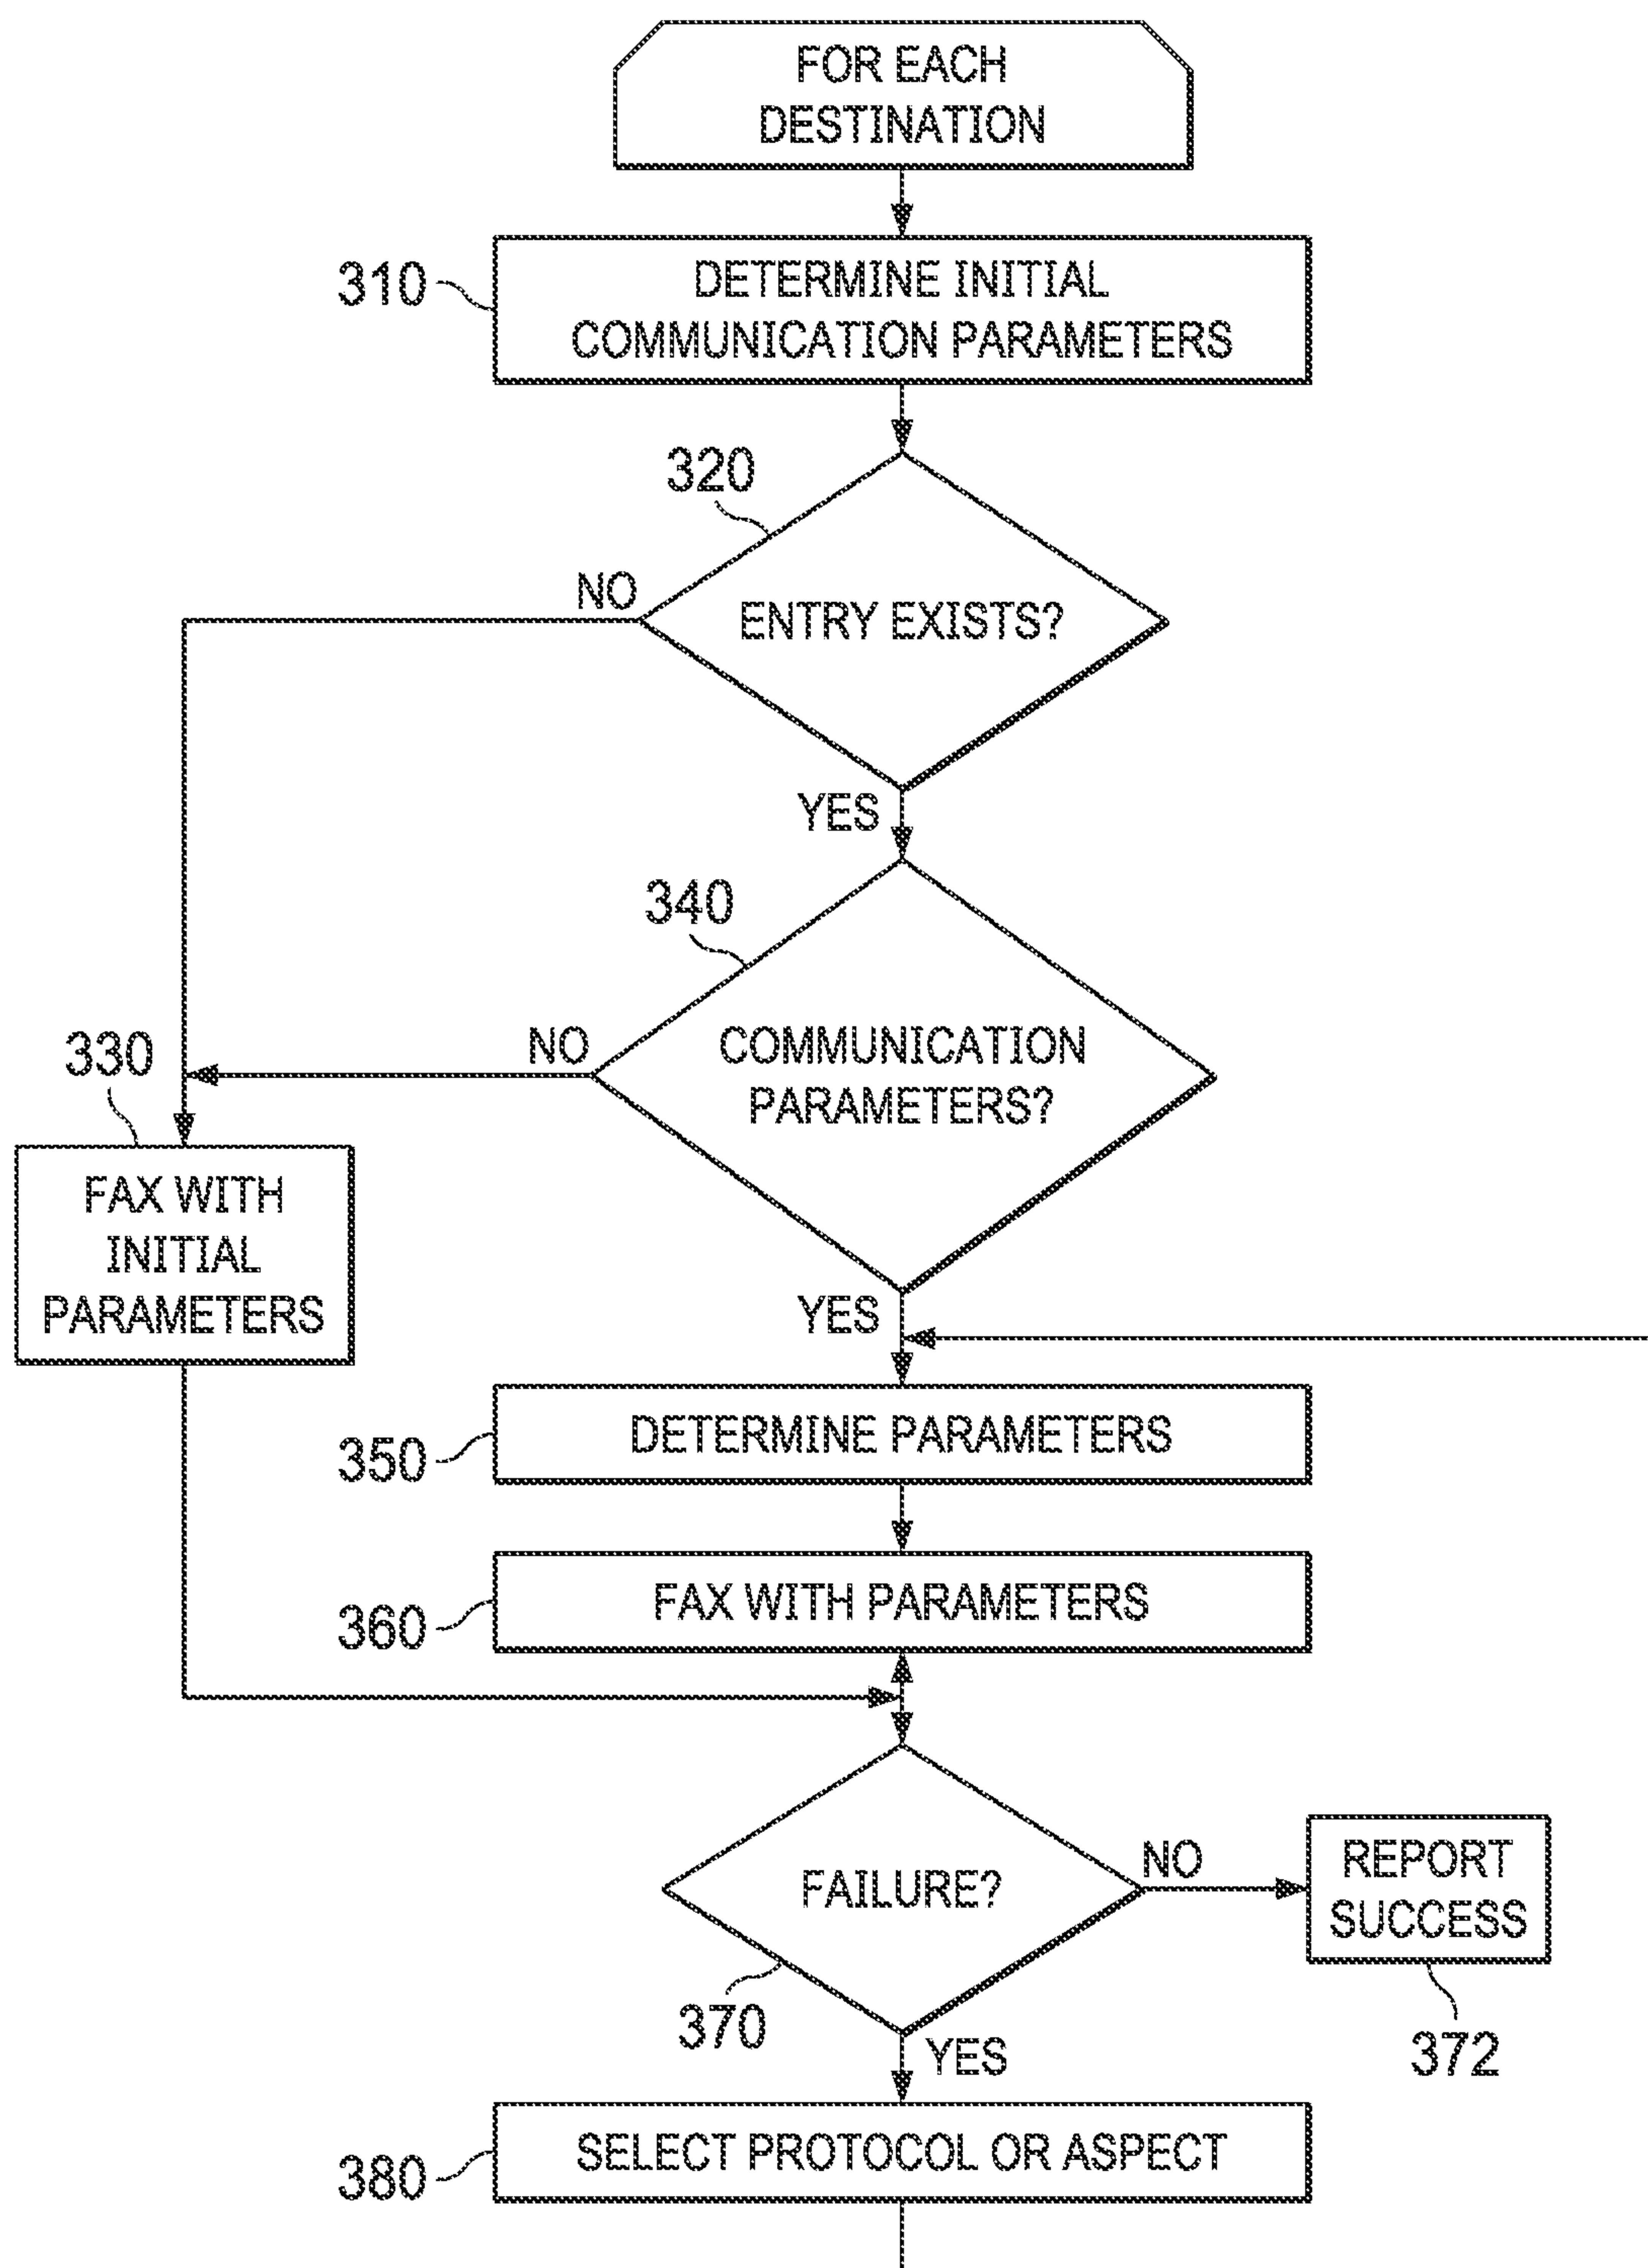 FOR EACH
DESTINATION
310
DETERMINE INITIAL
COMMUNICATION PARAMETERS
320
NO
ENTRY EXISTS?
YES
340
NO
COMMUNICATION
PARAMETERS?
330
FAX WITH
INITIAL
PARAMETERS
YES
350
DETERMINE PARAMETERS
360
FAX WITH PARAMETERS
FAILURE?
NO
REPORT
SUCCESS
370
372
YES
380
SELECT PROTOCOL OR ASPECT